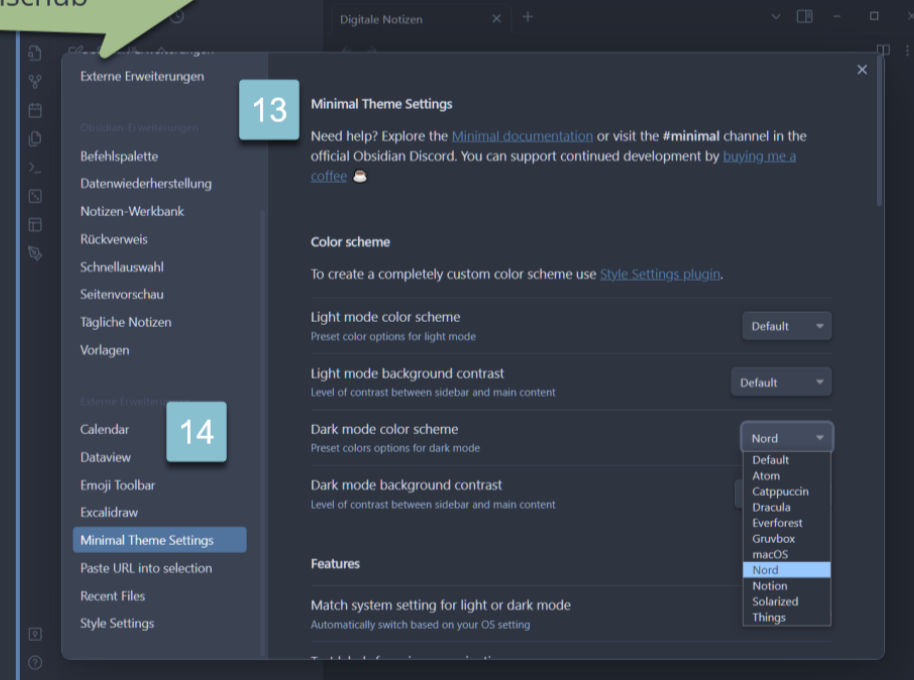 Digitale Notizen
Externe Erweiterungen
Obsidian-Erweiterungen
Befehlspalette
Datenwiederherstellung
Notizen-Werkbank
Rückverweis
Schnellauswahl
Seitenvorschau
Tägliche Notizen
Vorlagen
Calendar
Dataview
Emoji Toolbar
Excalidraw
Minimal Theme Settings
Paste URL into selection
Recent Files
Style Settings
13
14
Minimal Theme Settings
Need help? Explore the Minimal documentation or visit the #minimal channel in the
official Obsidian Discord. You can support continued development by buying me a
coffee ☕
Color scheme
To create a completely custom color scheme use Style Settings plugin.
Light mode color scheme
Preset color options for light mode
Default
Light mode background contrast
Level of contrast between sidebar and main content
Default
Dark mode color scheme
Preset colors options for dark mode
Nord
Dark mode background contrast
Level of contrast between sidebar and main content
Default
Atom
Catppuccin
Dracula
Everforest
Gruvbox
macOS
Nord
Notion
Solarized
Things
Features
Match system setting for light or dark mode
Automatically switch based on your OS setting